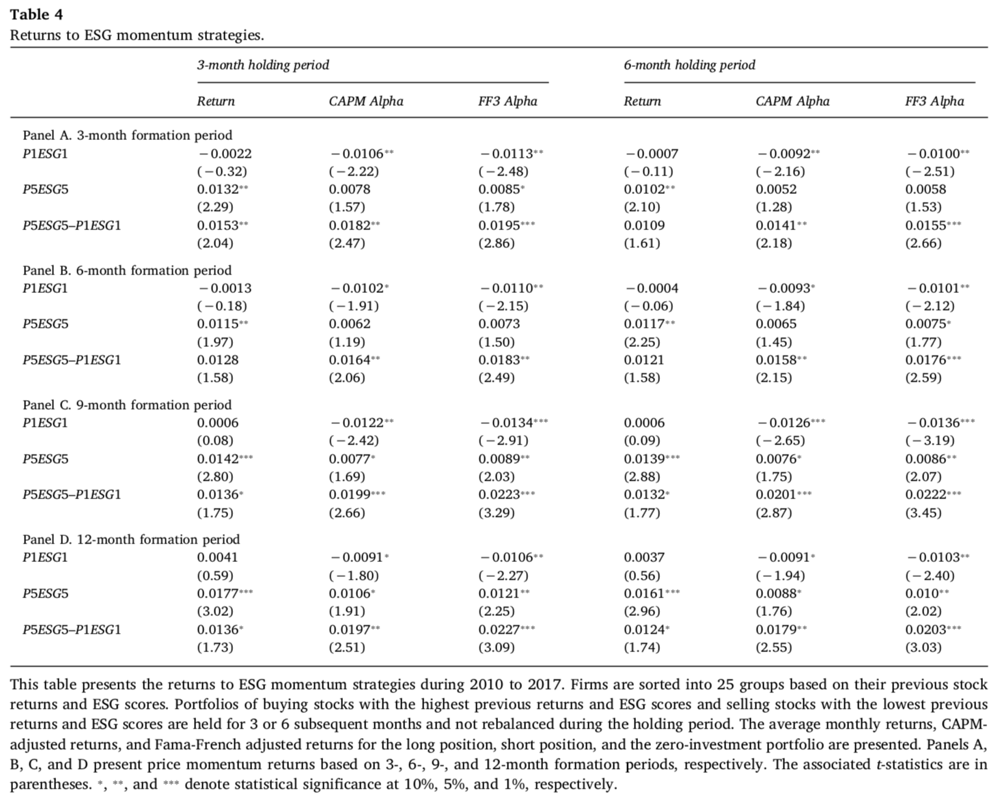 Table 4
Returns to ESG momentum strategies.
3-month holding period 6-month holding period
Return CAPM Alpha FF3 Alpha Return CAPM Alpha FF3 Alpha
Panel A. 3-month formation period
P1ESG1 −0.0022 −0.0106** −0.0113** −0.0007 −0.0092** −0.0100**
(−0.32) (−2.22) (−2.48) (−0.11) (−2.16) (−2.51)
P5ESG5 0.0132** 0.0078 0.0085* 0.0102** 0.0052 0.0058
(2.29) (1.57) (1.78) (2.10) (1.28) (1.53)
P5ESG5–P1ESG1 0.0153** 0.0182** 0.0195*** 0.0109 0.0141** 0.0155***
(2.04) (2.47) (2.86) (1.61) (2.18) (2.66)
Panel B. 6-month formation period
P1ESG1 −0.0013 −0.0102* −0.0110** −0.0004 −0.0093* −0.0101**
(−0.18) (−1.91) (−2.15) (−0.06) (−1.84) (−2.12)
P5ESG5 0.0115** 0.0062 0.0073 0.0117** 0.0065 0.0075*
(1.97) (1.19) (1.50) (2.25) (1.45) (1.77)
P5ESG5–P1ESG1 0.0128 0.0164** 0.0183** 0.0121 0.0158** 0.0176***
(1.58) (2.06) (2.49) (1.58) (2.15) (2.59)
Panel C. 9-month formation period
P1ESG1 0.0006 −0.0122** −0.0134*** 0.0006 −0.0126*** −0.0136***
(0.08) (−2.42) (−2.91) (0.09) (−2.65) (−3.19)
P5ESG5 0.0142*** 0.0077* 0.0089** 0.0139*** 0.0076* 0.0086**
(2.80) (1.69) (2.03) (2.88) (1.75) (2.07)
P5ESG5–P1ESG1 0.0136* 0.0199*** 0.0223*** 0.0132* 0.0201*** 0.0222***
(1.75) (2.66) (3.29) (1.77) (2.87) (3.45)
Panel D. 12-month formation period
P1ESG1 0.0041 −0.0091* −0.0106** 0.0037 −0.0091* −0.0103**
(0.59) (−1.80) (−2.27) (0.56) (−1.94) (−2.40)
P5ESG5 0.0177*** 0.0106* 0.0121** 0.0161*** 0.0088* 0.010**
(3.02) (1.91) (2.25) (2.96) (1.76) (2.02)
P5ESG5–P1ESG1 0.0136* 0.0197** 0.0227*** 0.0124* 0.0179** 0.0203***
(1.73) (2.51) (3.09) (1.74) (2.55) (3.03)
This table presents the returns to ESG momentum strategies during 2010 to 2017. Firms are sorted into 25 groups based on their previous stock
returns and ESG scores. Portfolios of buying stocks with the highest previous returns and ESG scores and selling stocks with the lowest previous
returns and ESG scores are held for 3 or 6 subsequent months and not rebalanced during the holding period. The average monthly returns, CAPM-
adjusted returns, and Fama-French adjusted returns for the long position, short position, and the zero-investment portfolio are presented. Panels A,
B, C, and D present price momentum returns based on 3-, 6-, 9-, and 12-month formation periods, respectively. The associated t-statistics are in
parentheses. *, **, and *** denote statistical significance at 10%, 5%, and 1%, respectively.